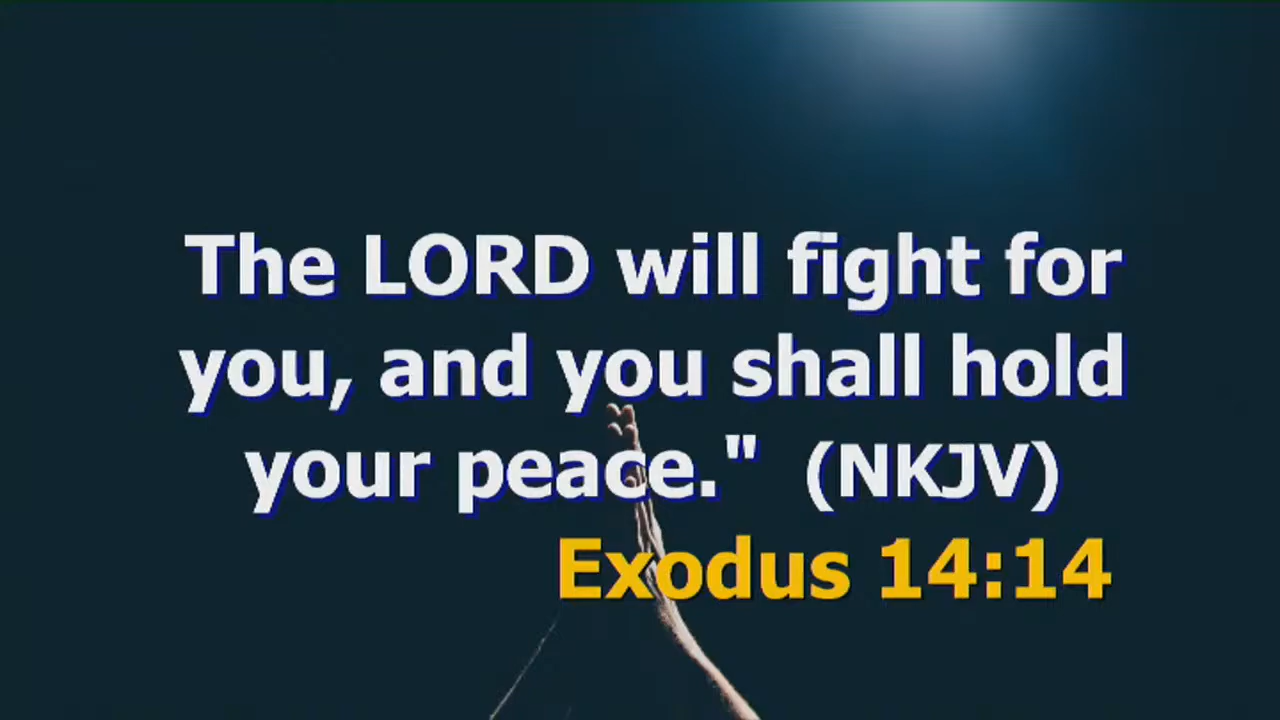 The LORD will fight for
you, and you shall hold
your peace." (NKJV)
Exodus 14:14